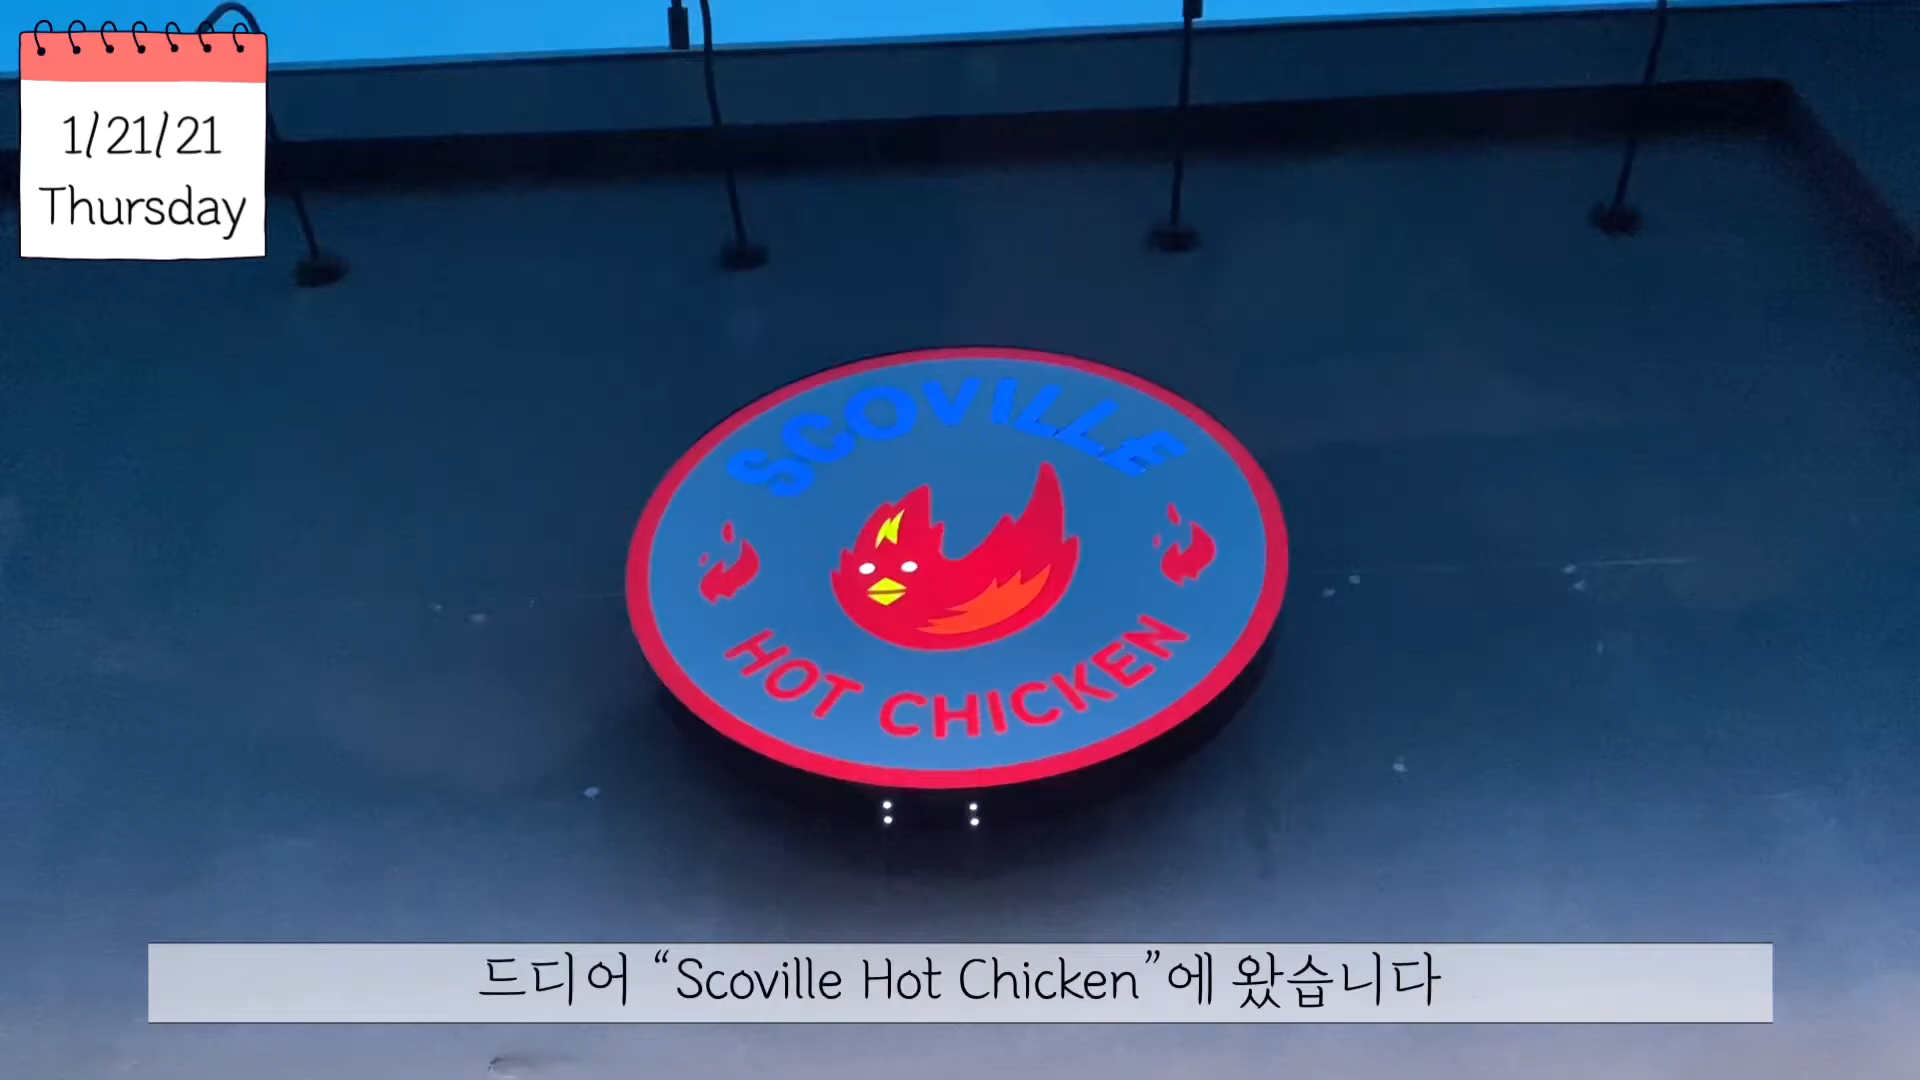 1/21/21
Thursday
SCOVILLE
HOT CHICKEN
드디어 “Scoville Hot Chicken”에 왔습니다